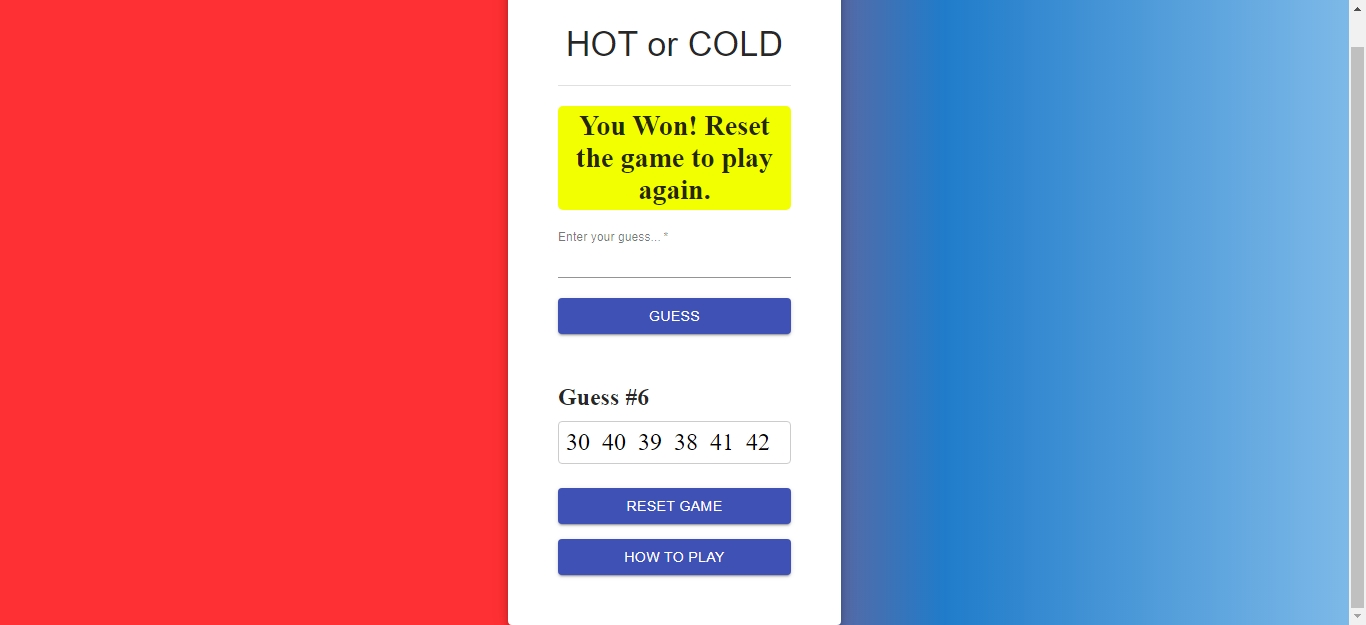 HOT or COLD
You Won! Reset
the game to play
again.
Enter your guess... *
GUESS
Guess #6
30 40 39 38 41 42
RESET GAME
HOW TO PLAY